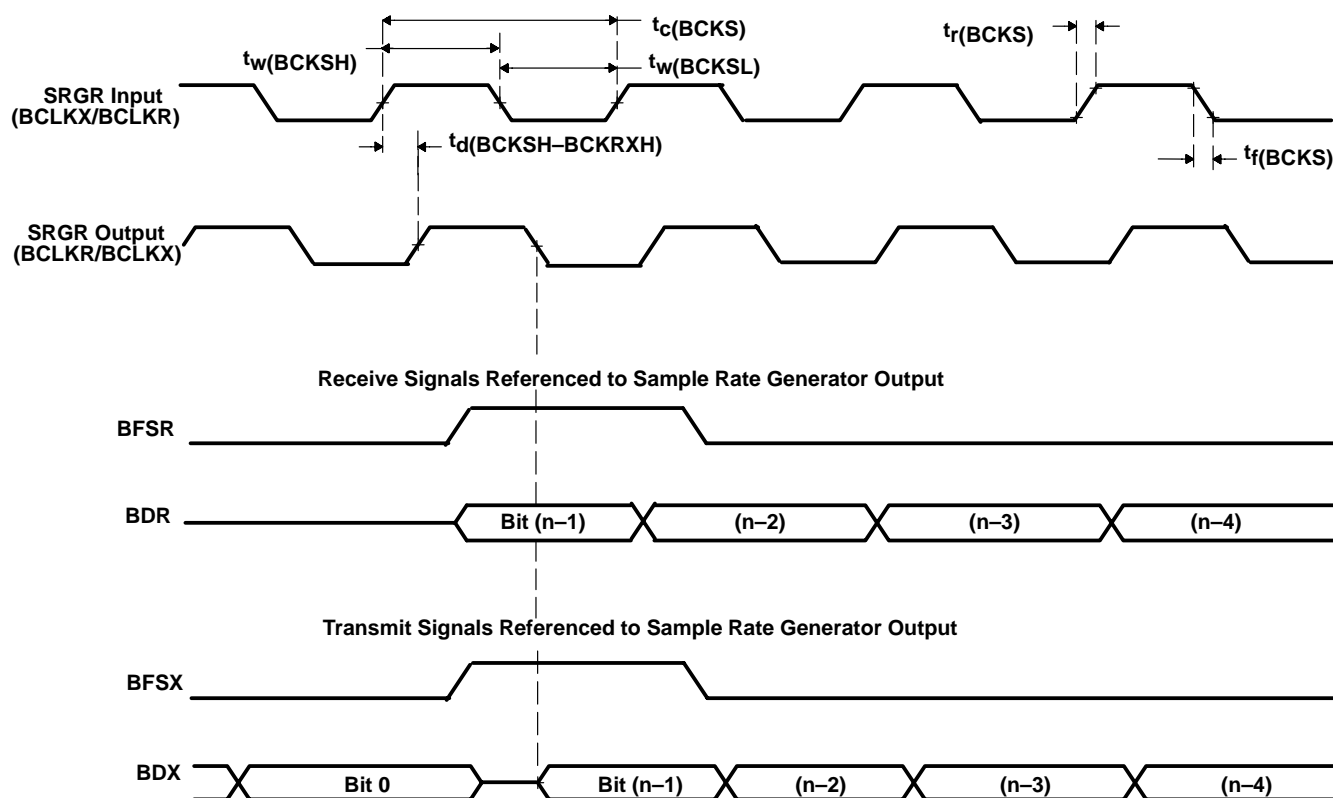 tc(BCKS)
tr(BCKS)
tw(BCKSH)
tw(BCKSL)
SRGR Input
(BCLKX/BCLKR)
td(BCKSH–BCKRXH)
tf(BCKS)
SRGR Output
(BCLKR/BCLKX)
Receive Signals Referenced to Sample Rate Generator Output
BFSR
BDR Bit (n–1) (n–2) (n–3) (n–4)
Transmit Signals Referenced to Sample Rate Generator Output
BFSX
BDX Bit 0 Bit (n–1) (n–2) (n–3) (n–4)